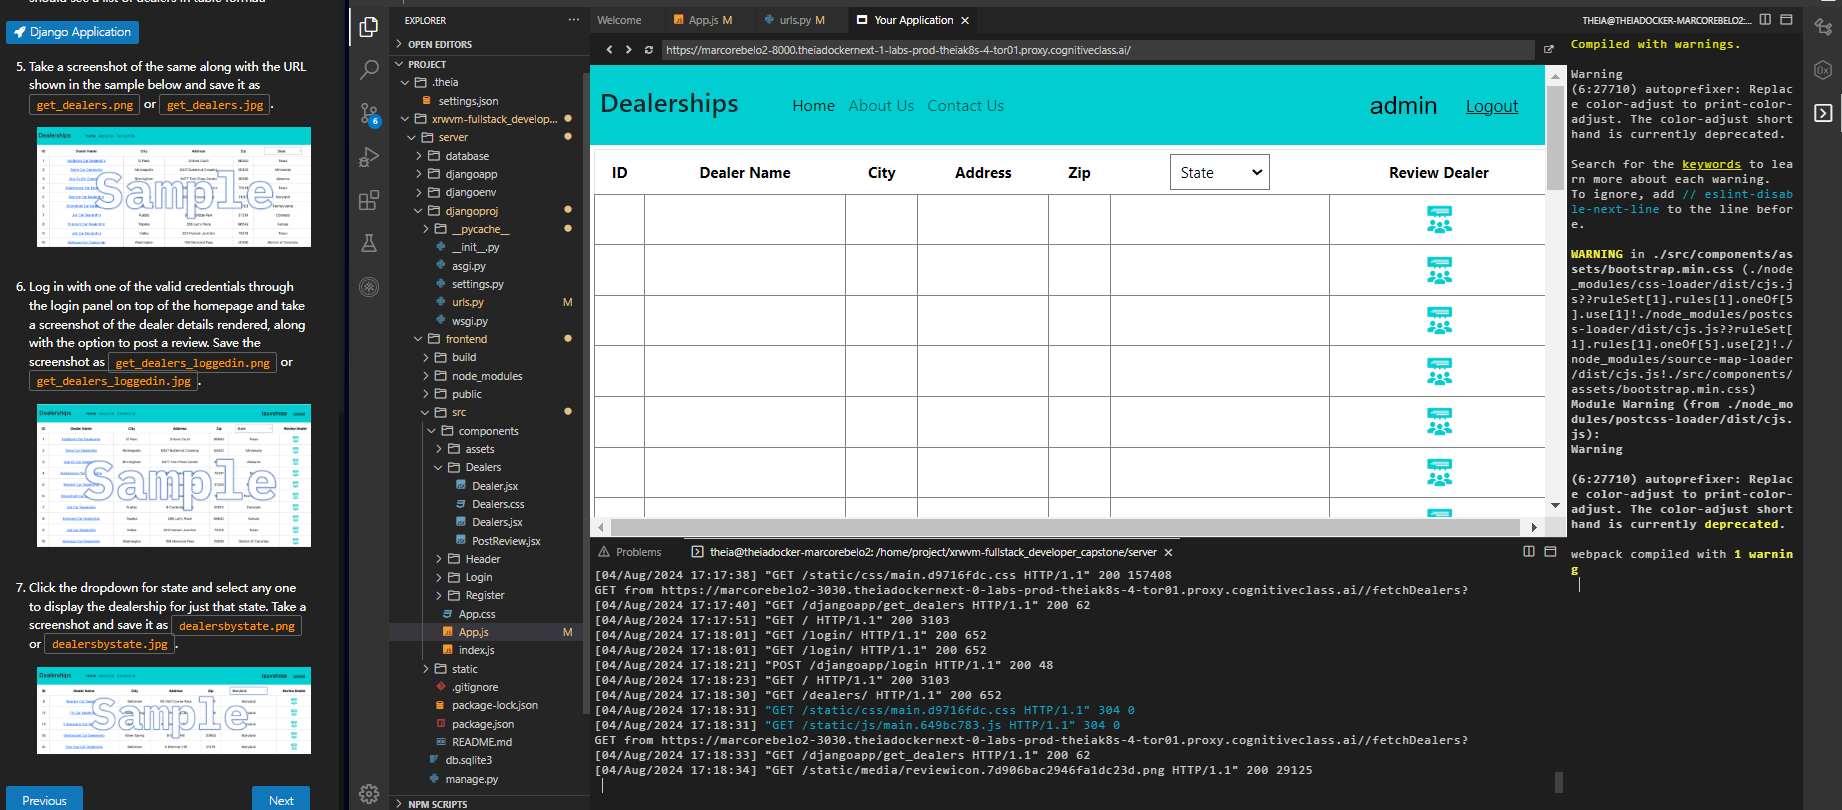 Django Application
5. Take a screenshot of the same along with the URL
shown in the sample below and save it as
get_dealers.png or get_dealers.jpg .
Sample
6. Log in with one of the valid credentials through
the login panel on top of the homepage and take
a screenshot of the dealer details rendered, along
with the option to post a review. Save the
screenshot as get_dealers_loggedin.png or
get_dealers_loggedin.jpg .
Sample
7. Click the dropdown for state and select any one
to display the dealership for just that state. Take a
screenshot and save it as dealersbystate.png
or dealersbystate.jpg .
Sample
Previous
Next
6
EXPLORER
...
OPEN EDITORS
PROJECT
.theia
settings.json
xrwvm-fullstack_develop...
server
database
djangoapp
djangoenv
djangoproj
__pycache__
__init__.py
asgi.py
settings.py
urls.py M
wsgi.py
frontend
build
node_modules
public
src
components
assets
Dealers
Dealer.jsx
Dealers.css
Dealers.jsx
PostReview.jsx
Header
Login
Register
App.css
App.js M
index.js
static
.gitignore
package-lock.json
package.json
README.md
db.sqlite3
manage.py
NPM SCRIPTS
Welcome
App.js M
urls.py M
Your Application
https://marcorebelo2-8000.theiadockernext-1-labs-prod-theiak8s-4-tor01.proxy.cognitiveclass.ai/
Dealerships Home About Us Contact Us admin Logout
ID Dealer Name City Address Zip State Review Dealer
Problems
theia@theiadocker-marcorebelo2: /home/project/xrwvm-fullstack_developer_capstone/server
[04/Aug/2024 17:17:38] "GET /static/css/main.d9716fdc.css HTTP/1.1" 200 157408
GET from https://marcorebelo2-3030.theiadockernext-0-labs-prod-theiak8s-4-tor01.proxy.cognitiveclass.ai//fetchDealers?
[04/Aug/2024 17:17:40] "GET /djangoapp/get_dealers HTTP/1.1" 200 62
[04/Aug/2024 17:17:51] "GET / HTTP/1.1" 200 3103
[04/Aug/2024 17:18:01] "GET /login/ HTTP/1.1" 200 652
[04/Aug/2024 17:18:01] "GET /login/ HTTP/1.1" 200 652
[04/Aug/2024 17:18:21] "POST /djangoapp/login HTTP/1.1" 200 48
[04/Aug/2024 17:18:23] "GET / HTTP/1.1" 200 3103
[04/Aug/2024 17:18:30] "GET /dealers/ HTTP/1.1" 200 652
[04/Aug/2024 17:18:31] "GET /static/css/main.d9716fdc.css HTTP/1.1" 304 0
[04/Aug/2024 17:18:31] "GET /static/js/main.649bc783.js HTTP/1.1" 304 0
GET from https://marcorebelo2-3030.theiadockernext-0-labs-prod-theiak8s-4-tor01.proxy.cognitiveclass.ai//fetchDealers?
[04/Aug/2024 17:18:33] "GET /djangoapp/get_dealers HTTP/1.1" 200 62
[04/Aug/2024 17:18:34] "GET /static/media/reviewicon.7d906bac2946fa1dc23d.png HTTP/1.1" 200 29125
THEIA@THEIADOCKER-MARCOREBELO2:...
Compiled with warnings.
Warning
(6:27710) autoprefixer: Replac
e color-adjust to print-color-
adjust. The color-adjust short
hand is currently deprecated.
Search for the keywords to lea
rn more about each warning.
To ignore, add // eslint-disab
le-next-line to the line befor
e.
WARNING in ./src/components/as
sets/bootstrap.min.css (./node
_modules/css-loader/dist/cjs.j
s??ruleSet[1].rules[1].oneOf[5
].use[1]!./node_modules/postcs
s-loader/dist/cjs.js??ruleSet[
1].rules[1].oneOf[5].use[2]!./
node_modules/source-map-loader
/dist/cjs.js!./src/components/
assets/bootstrap.min.css)
Module Warning (from ./node_mo
dules/postcss-loader/dist/cjs.
js):
Warning
(6:27710) autoprefixer: Replac
e color-adjust to print-color-
adjust. The color-adjust short
hand is currently deprecated.
webpack compiled with 1 warnin
g